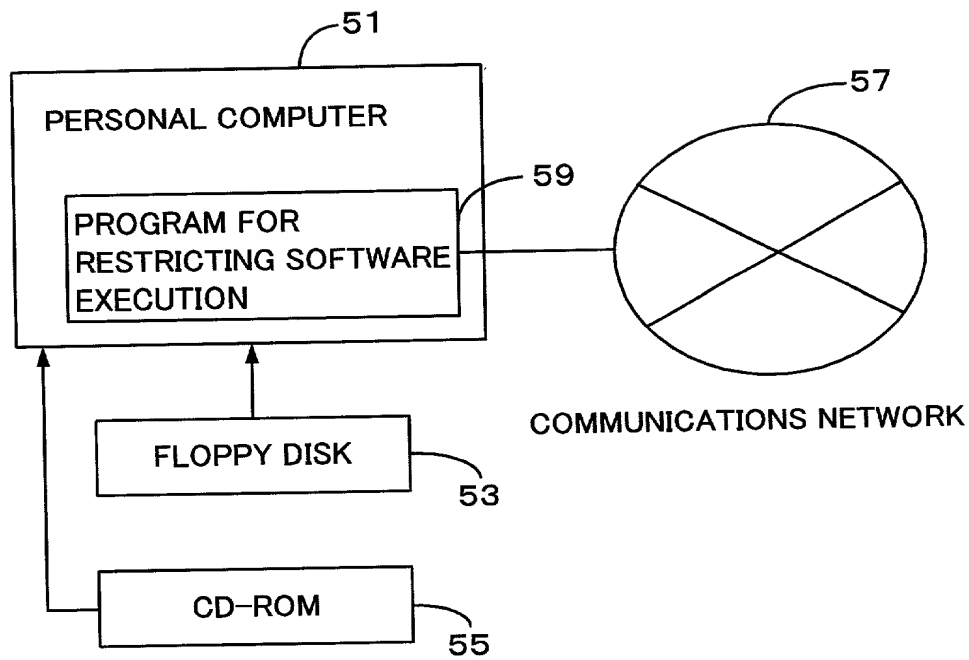 51
PERSONAL COMPUTER
57
59
PROGRAM FOR
RESTRICTING SOFTWARE
EXECUTION
COMMUNICATIONS NETWORK
FLOPPY DISK
53
CD-ROM
55